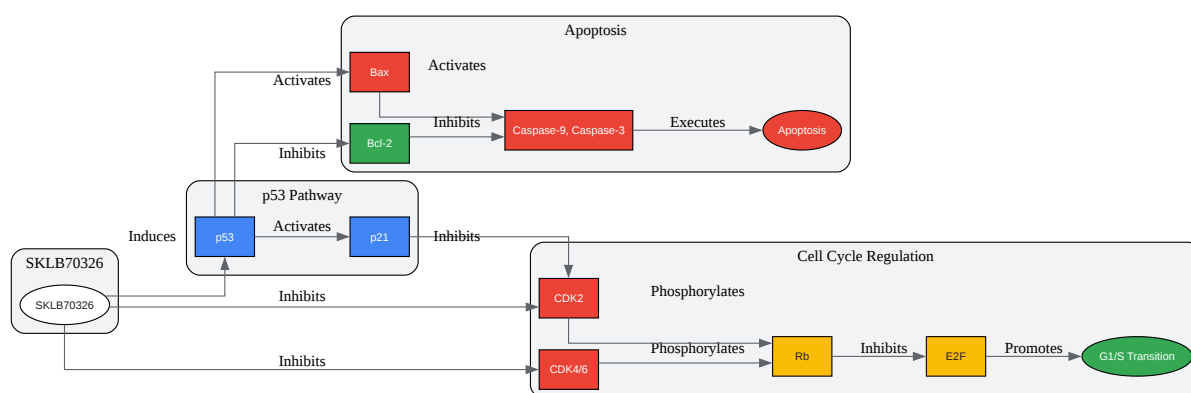 Apoptosis
Bax
Activates
Activates
Inhibits
Caspase-9, Caspase-3
Executes
Apoptosis
Bcl-2
Inhibits
p53 Pathway
Induces
p53
Activates
p21
Inhibits
SKLB70326
SKLB70326
Inhibits
Inhibits
Cell Cycle Regulation
CDK2
Phosphorylates
Phosphorylates
CDK4/6
Rb
Inhibits
E2F
Promotes
G1/S Transition